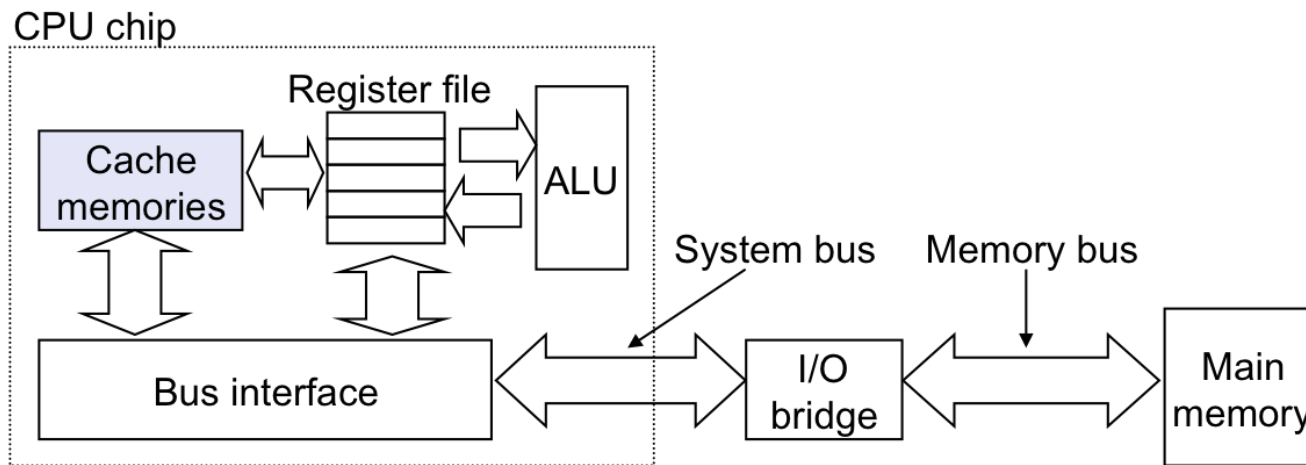 CPU chip
Register file
Cache
memories
ALU
System bus
Memory bus
Bus interface
I/O
bridge
Main
memory